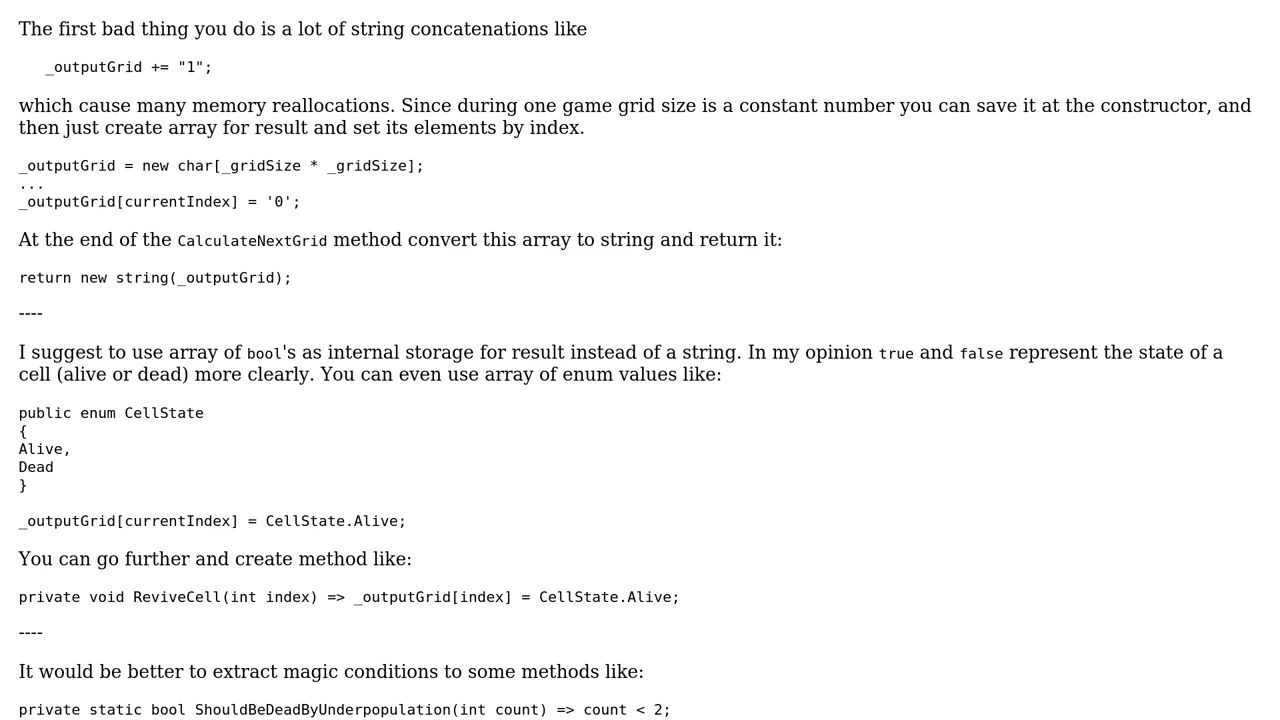 The first bad thing you do is a lot of string concatenations like
_outputGrid += "1";
which cause many memory reallocations. Since during one game grid size is a constant number you can save it at the constructor, and
then just create array for result and set its elements by index.
_outputGrid = new char[_gridSize * _gridSize];
...
_outputGrid[currentIndex] = '0';
At the end of the CalculateNextGrid method convert this array to string and return it:
return new string(_outputGrid);
----
I suggest to use array of bool's as internal storage for result instead of a string. In my opinion true and false represent the state of a
cell (alive or dead) more clearly. You can even use array of enum values like:
public enum CellState
{
Alive,
Dead
}
_outputGrid[currentIndex] = CellState.Alive;
You can go further and create method like:
private void ReviveCell(int index) => _outputGrid[index] = CellState.Alive;
----
It would be better to extract magic conditions to some methods like:
private static bool ShouldBeDeadByUnderpopulation(int count) => count < 2;